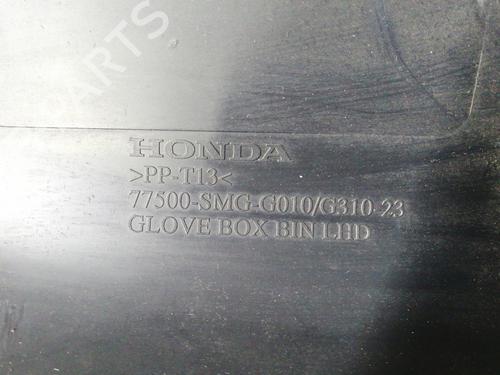 HONDA
>PP-T13<
77500-SMG-G010/G310-23
GLOVE BOX BIN LHD